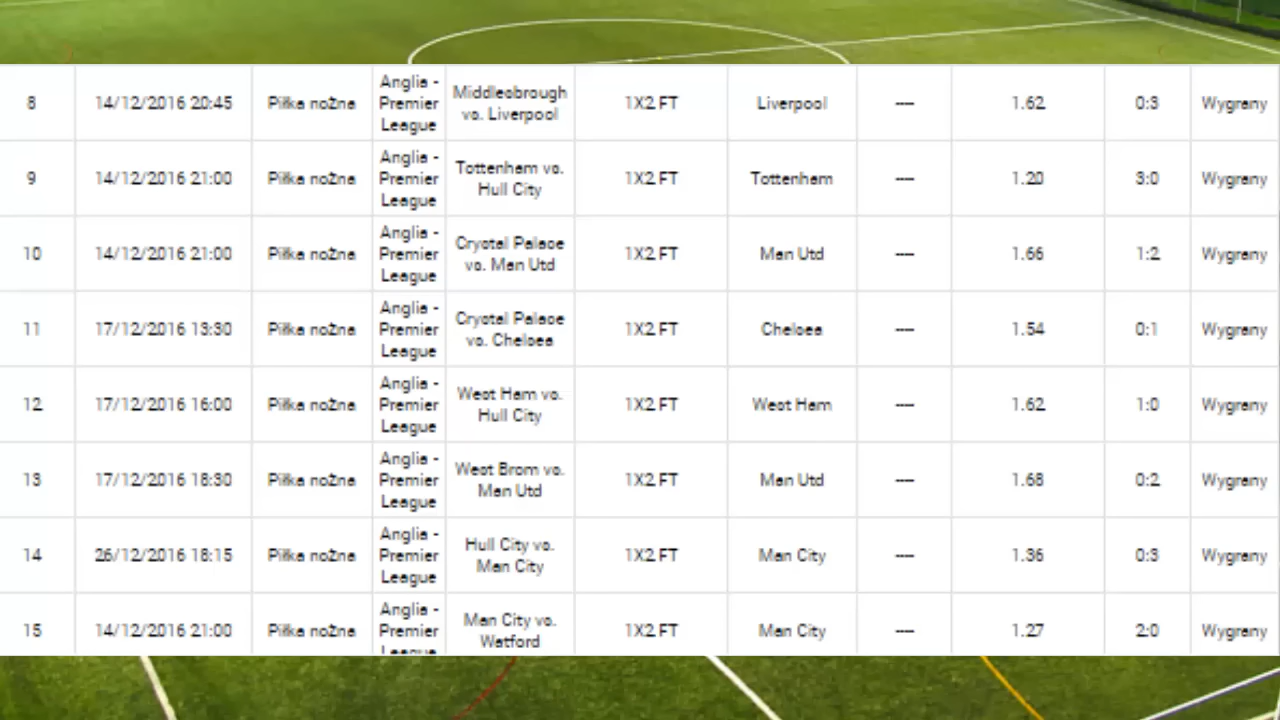 8 14/12/2016 20:45 Piłka nożna Anglia - Premier League Middlesbrough vs. Liverpool 1X2 FT Liverpool ---- 1.62 0:3 Wygrany
9 14/12/2016 21:00 Piłka nożna Anglia - Premier League Tottenham vs. Hull City 1X2 FT Tottenham ---- 1.20 3:0 Wygrany
10 14/12/2016 21:00 Piłka nożna Anglia - Premier League Crystal Palace vs. Man Utd 1X2 FT Man Utd ---- 1.66 1:2 Wygrany
11 17/12/2016 13:30 Piłka nożna Anglia - Premier League Crystal Palace vs. Chelsea 1X2 FT Chelsea ---- 1.54 0:1 Wygrany
12 17/12/2016 16:00 Piłka nożna Anglia - Premier League West Ham vs. Hull City 1X2 FT West Ham ---- 1.62 1:0 Wygrany
13 17/12/2016 18:30 Piłka nożna Anglia - Premier League West Brom vs. Man Utd 1X2 FT Man Utd ---- 1.68 0:2 Wygrany
14 26/12/2016 18:15 Piłka nożna Anglia - Premier League Hull City vs. Man City 1X2 FT Man City ---- 1.36 0:3 Wygrany
15 14/12/2016 21:00 Piłka nożna Anglia - Premier League Man City vs. Watford 1X2 FT Man City ---- 1.27 2:0 Wygrany